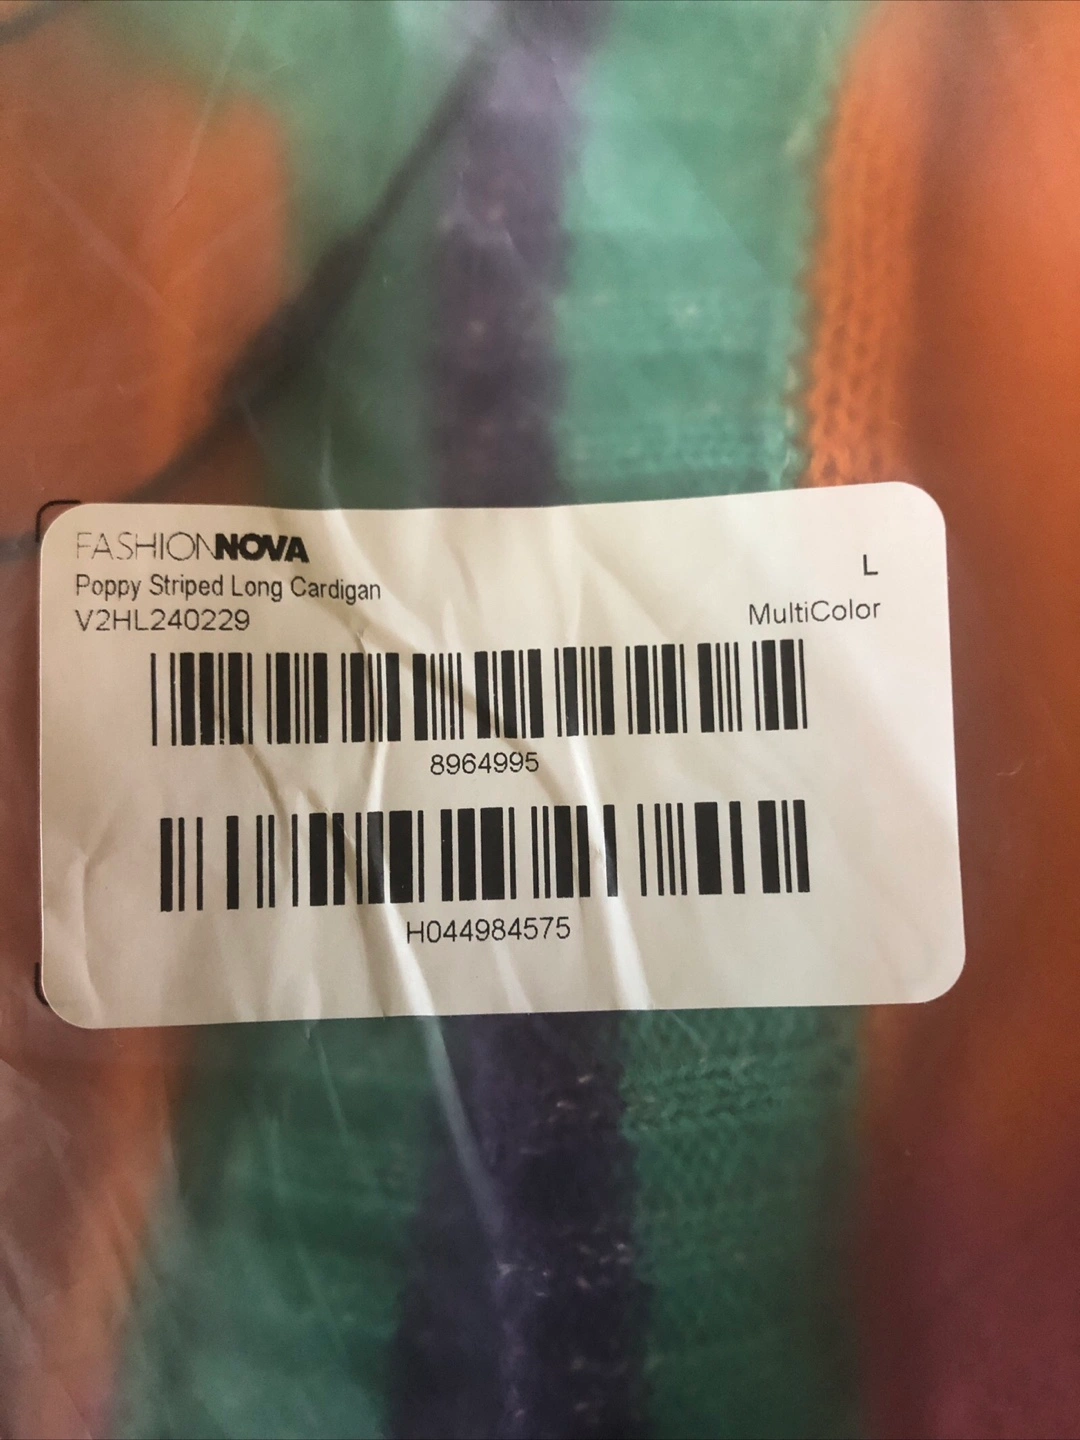 FASHIONNOVA
Poppy Striped Long Cardigan
V2HL240229
L
MultiColor
8964995
H044984575